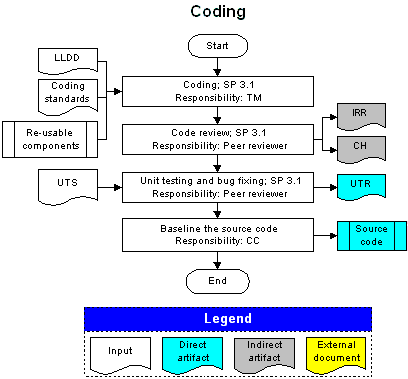 Coding
Start
LLDD
Coding
standards
Re-usable
components
Coding; SP 3.1
Responsibility: TM
Code review; SP 3.1
Responsibility: Peer reviewer
IRR
CH
UTS
Unit testing and bug fixing; SP 3.1
Responsibility: Peer reviewer
UTR
Baseline the source code
Responsibility: CC
Source
code
End
Legend
Input
Direct
artifact
Indirect
artifact
External
document